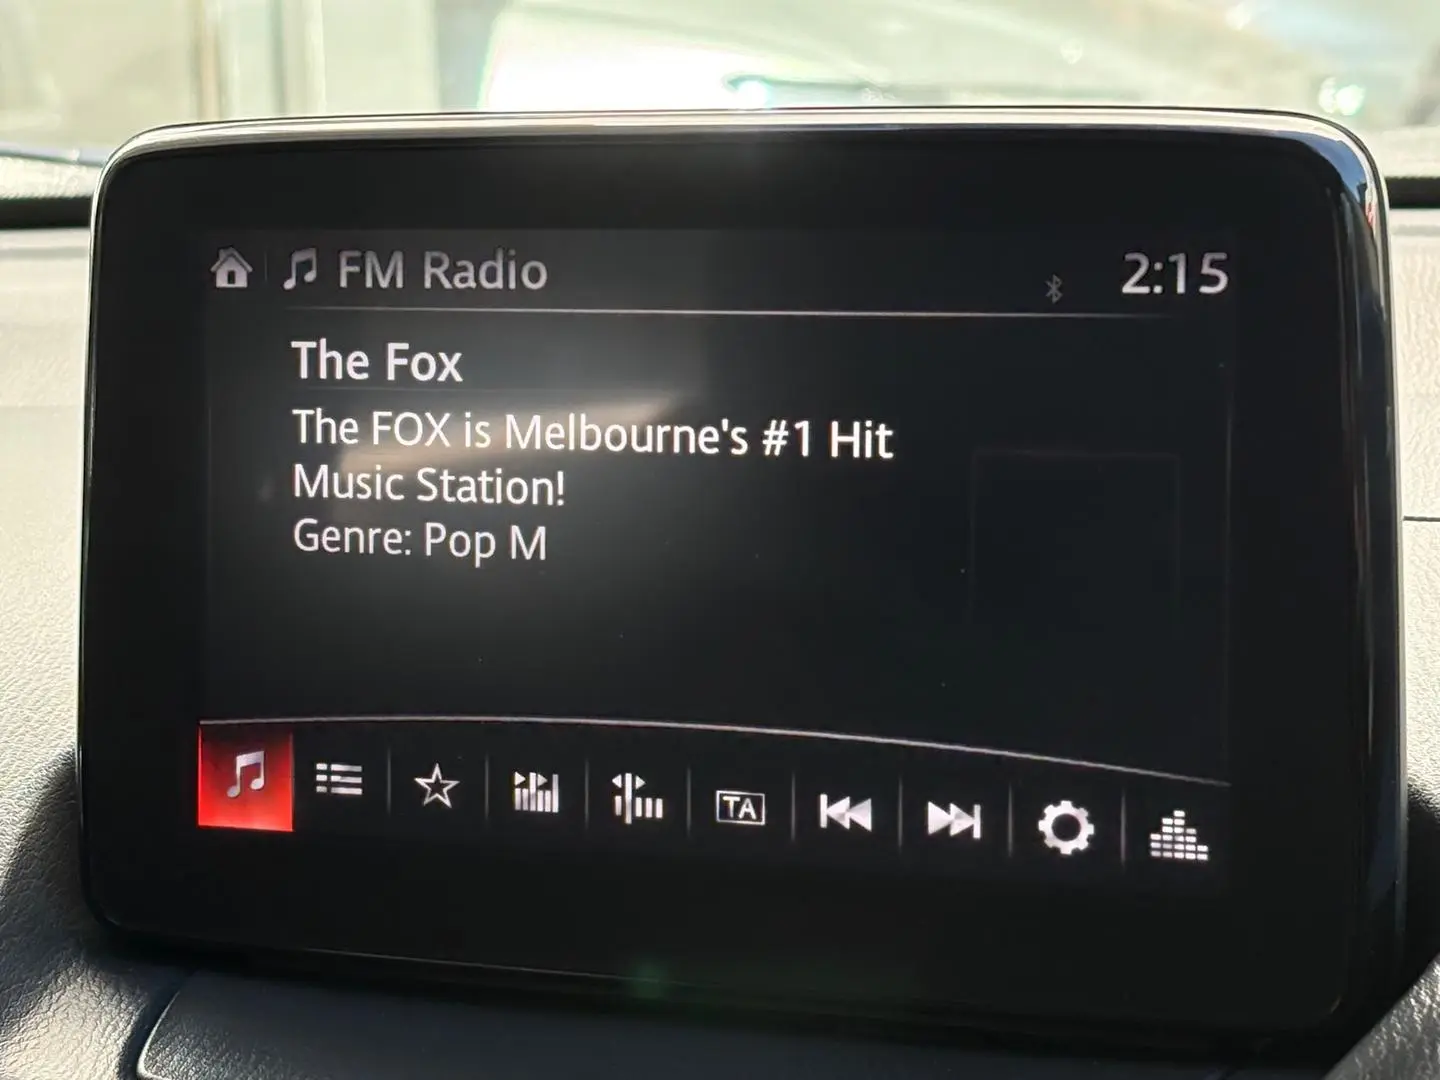 FM Radio
2:15
The Fox
The FOX is Melbourne's #1 Hit
Music Station!
Genre: Pop M
TA